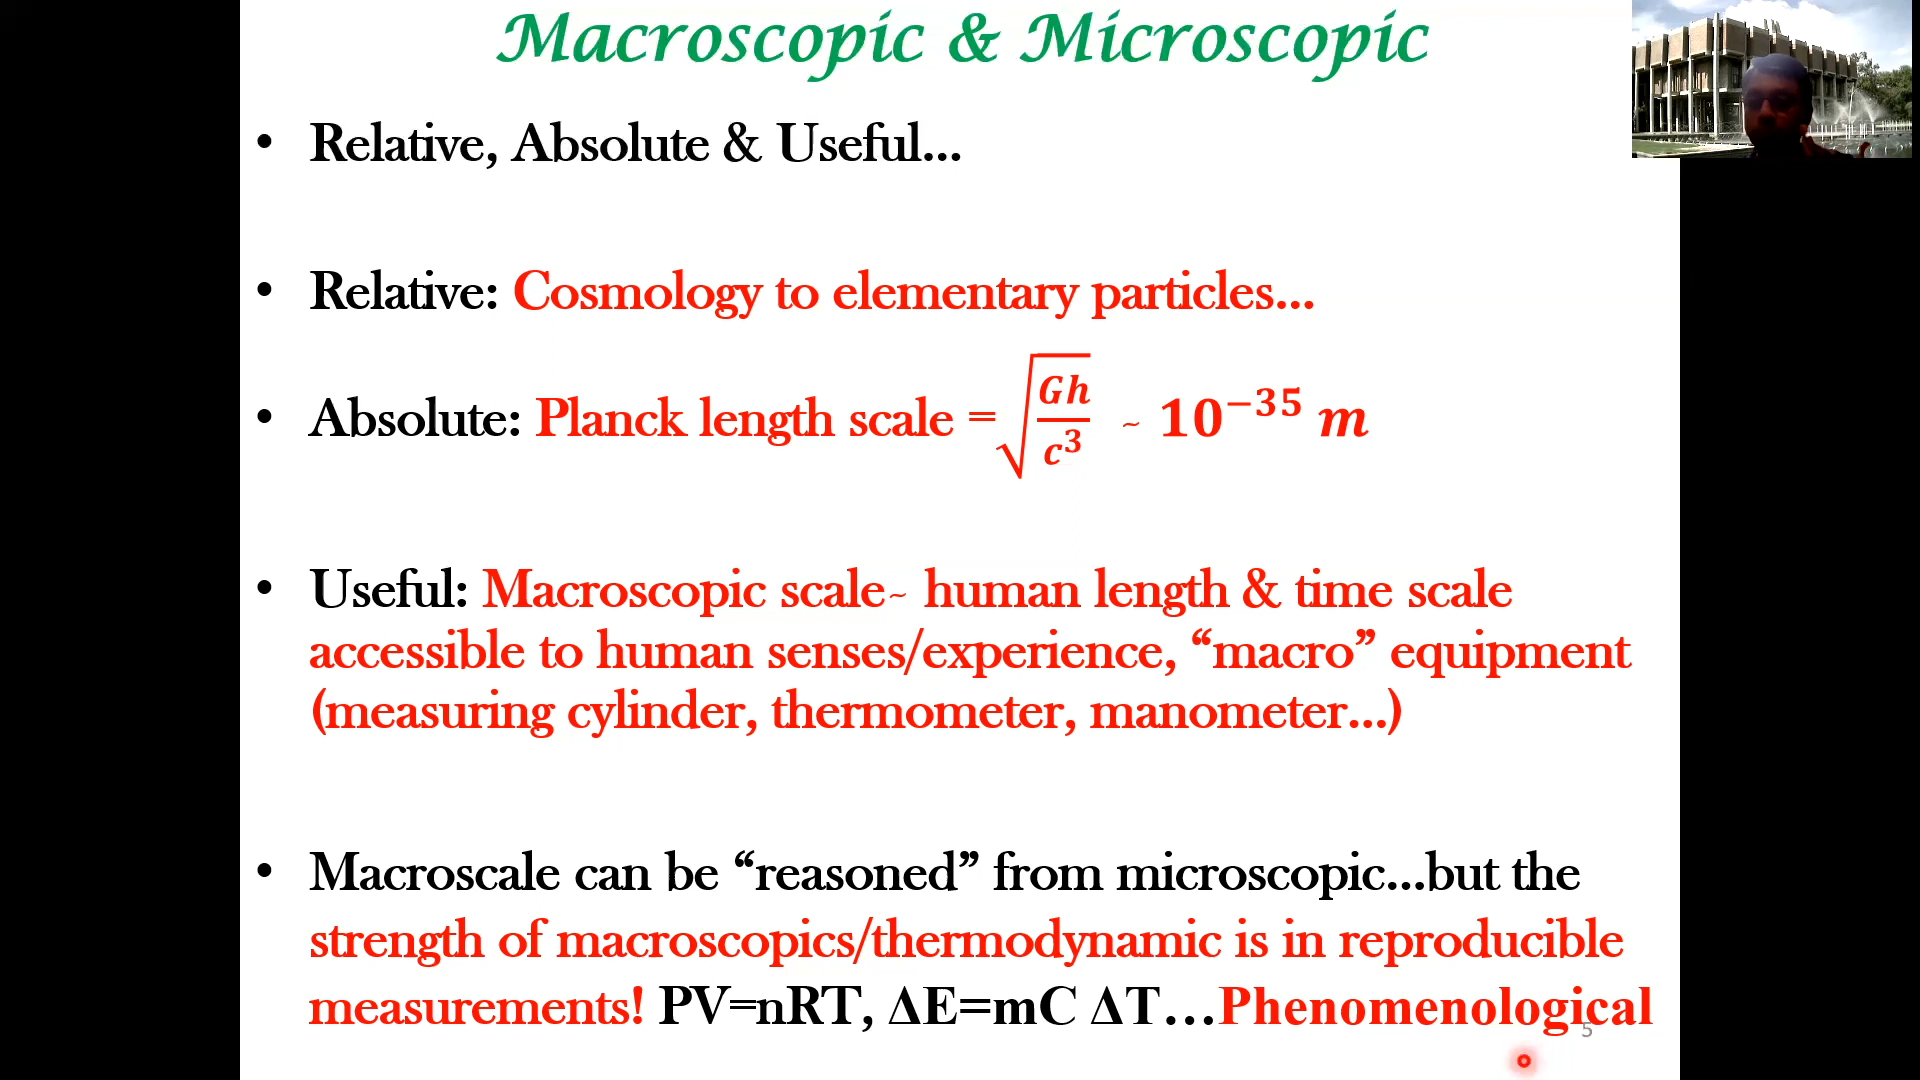 Macroscopic & Microscopic
• Relative, Absolute & Useful...
• Relative: Cosmology to elementary particles...
• Absolute: Planck length scale = √(Gh/c³) ~ 10⁻³⁵ m
• Useful: Macroscopic scale~ human length & time scale
accessible to human senses/experience, “macro” equipment
(measuring cylinder, thermometer, manometer...)
• Macroscale can be “reasoned” from microscopic...but the
strength of macroscopics/thermodynamic is in reproducible
measurements! PV=nRT, ΔE=mC ΔT...Phenomenological
5